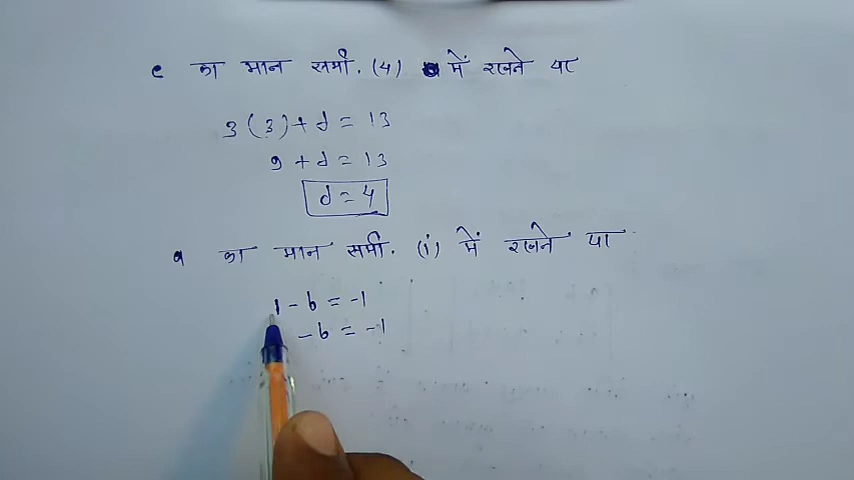 c का मान समी. (4) में रखने पर
3(3)+d = 13
9 + d = 13
d = 4
a का मान समी. (i) में रखने पर
1 - b = -1
- b = -1